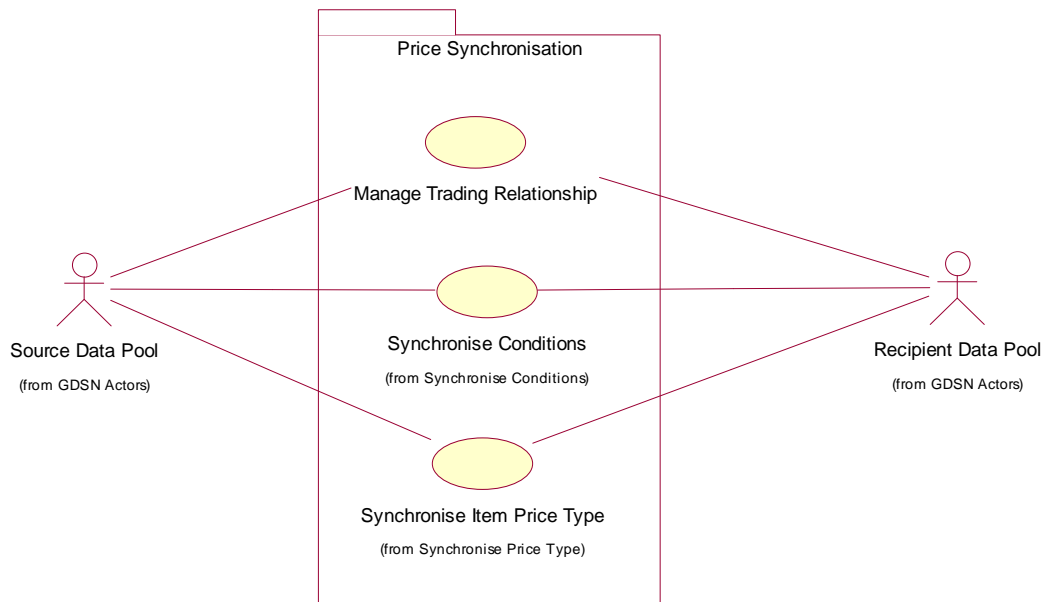 Price Synchronisation
Manage Trading Relationship
Source Data Pool
(from GDSN Actors)
Synchronise Conditions
(from Synchronise Conditions)
Recipient Data Pool
(from GDSN Actors)
Synchronise Item Price Type
(from Synchronise Price Type)